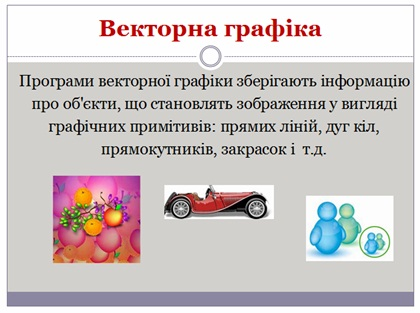 Векторна графіка
Програми векторної графіки зберігають інформацію
про об'єкти, що становлять зображення у вигляді
графічних примітивів: прямих ліній, дуг кіл,
прямокутників, закрасок і т.д.